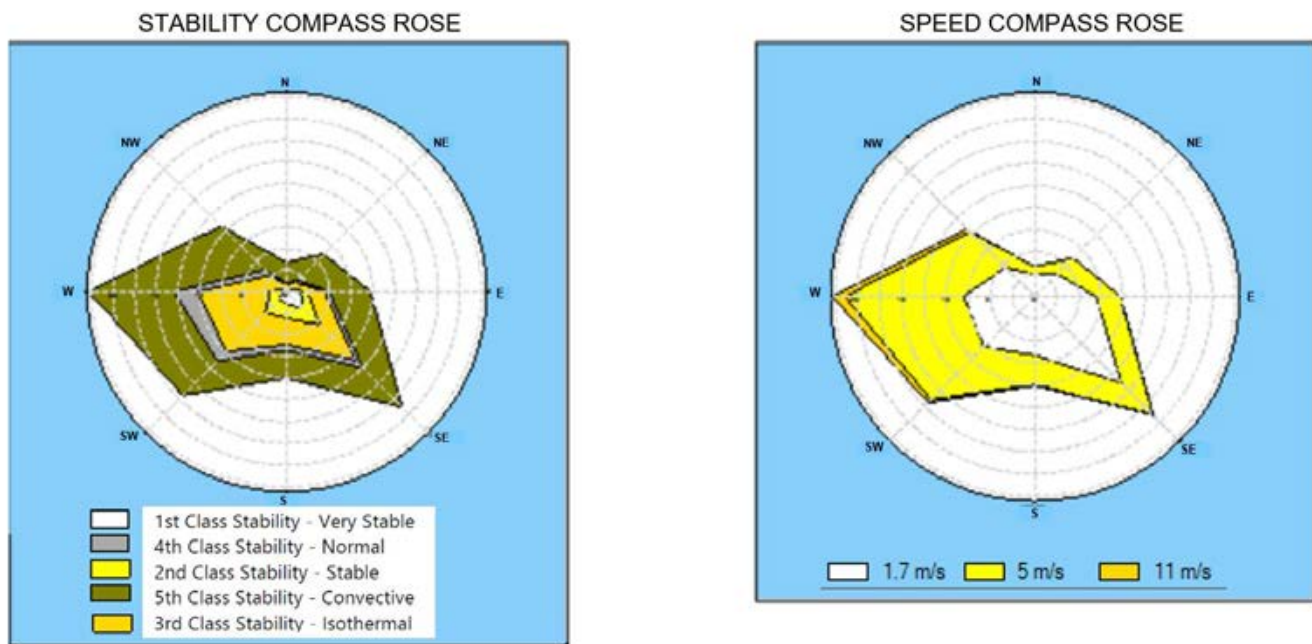 STABILITY COMPASS ROSE
N
NW
NE
W
E
SW
SE
S
1st Class Stability - Very Stable
4th Class Stability - Normal
2nd Class Stability - Stable
5th Class Stability - Convective
3rd Class Stability - Isothermal
SPEED COMPASS ROSE
N
NW
NE
W
E
SW
SE
S
1.7 m/s 5 m/s 11 m/s